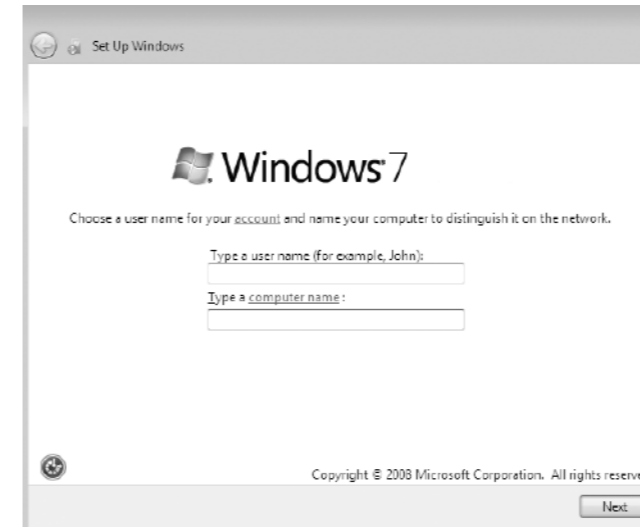 Set Up Windows
Windows 7
Choose a user name for your account and name your computer to distinguish it on the network.
Type a user name (for example, John):
Type a computer name :
Copyright © 2008 Microsoft Corporation. All rights reserve
Next